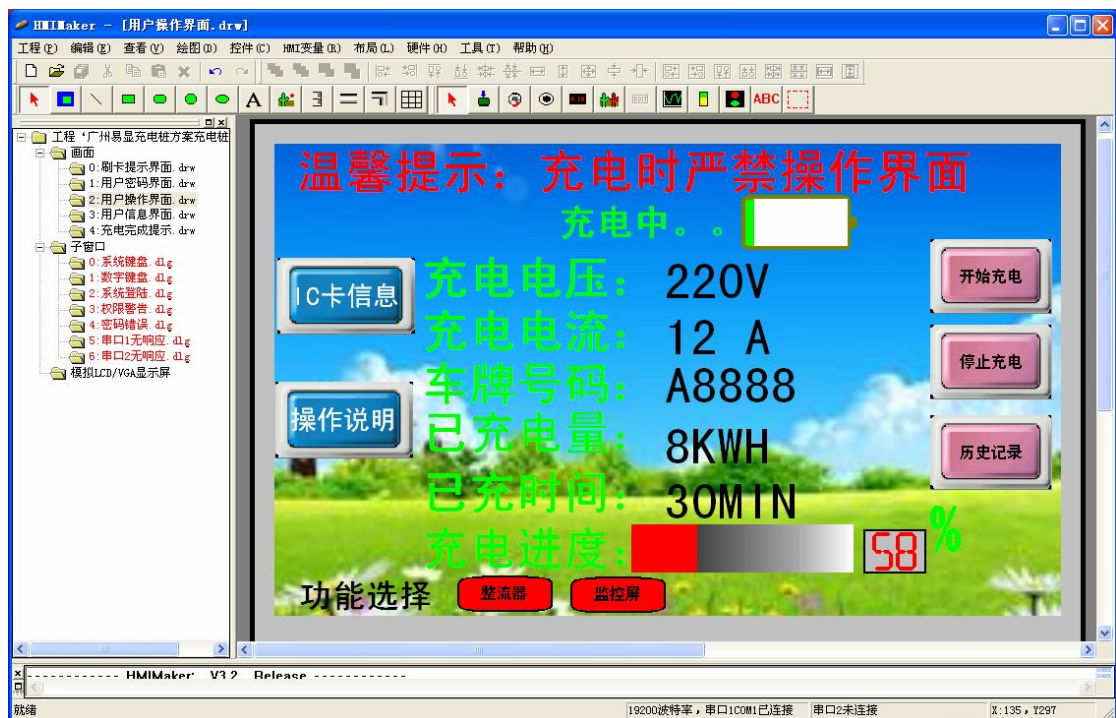 HMIMaker - [用户操作界面.drw]
工程(P) 编辑(E) 查看(V) 绘图(D) 控件(C) HMI变量(R) 布局(L) 硬件(H) 工具(T) 帮助(H)
A
ABC
工程‘广州易显充电桩方案充电桩
画面
0:刷卡提示界面.drw
1:用户密码界面.drw
2:用户操作界面.drw
3:用户信息界面.drw
4:充电完成提示.drw
子窗口
0:系统键盘.dlg
1:数字键盘.dlg
2:系统登陆.dlg
3:权限警告.dlg
4:密码错误.dlg
5:串口1无响应.dlg
6:串口2无响应.dlg
模拟LCD/VGA显示屏
温馨提示：充电时严禁操作界面
充电中。。
IC卡信息
操作说明
充电电压：220V
充电电流：12 A
车牌号码：A8888
已充电量：8KWH
已充时间：30MIN
充电进度：58%
开始充电
停止充电
历史记录
功能选择 整流器 监控屏
------------ HMIMaker: V3.2 Release ------------
就绪 19200波特率，串口1COM1已连接 串口2未连接 X:135，Y297